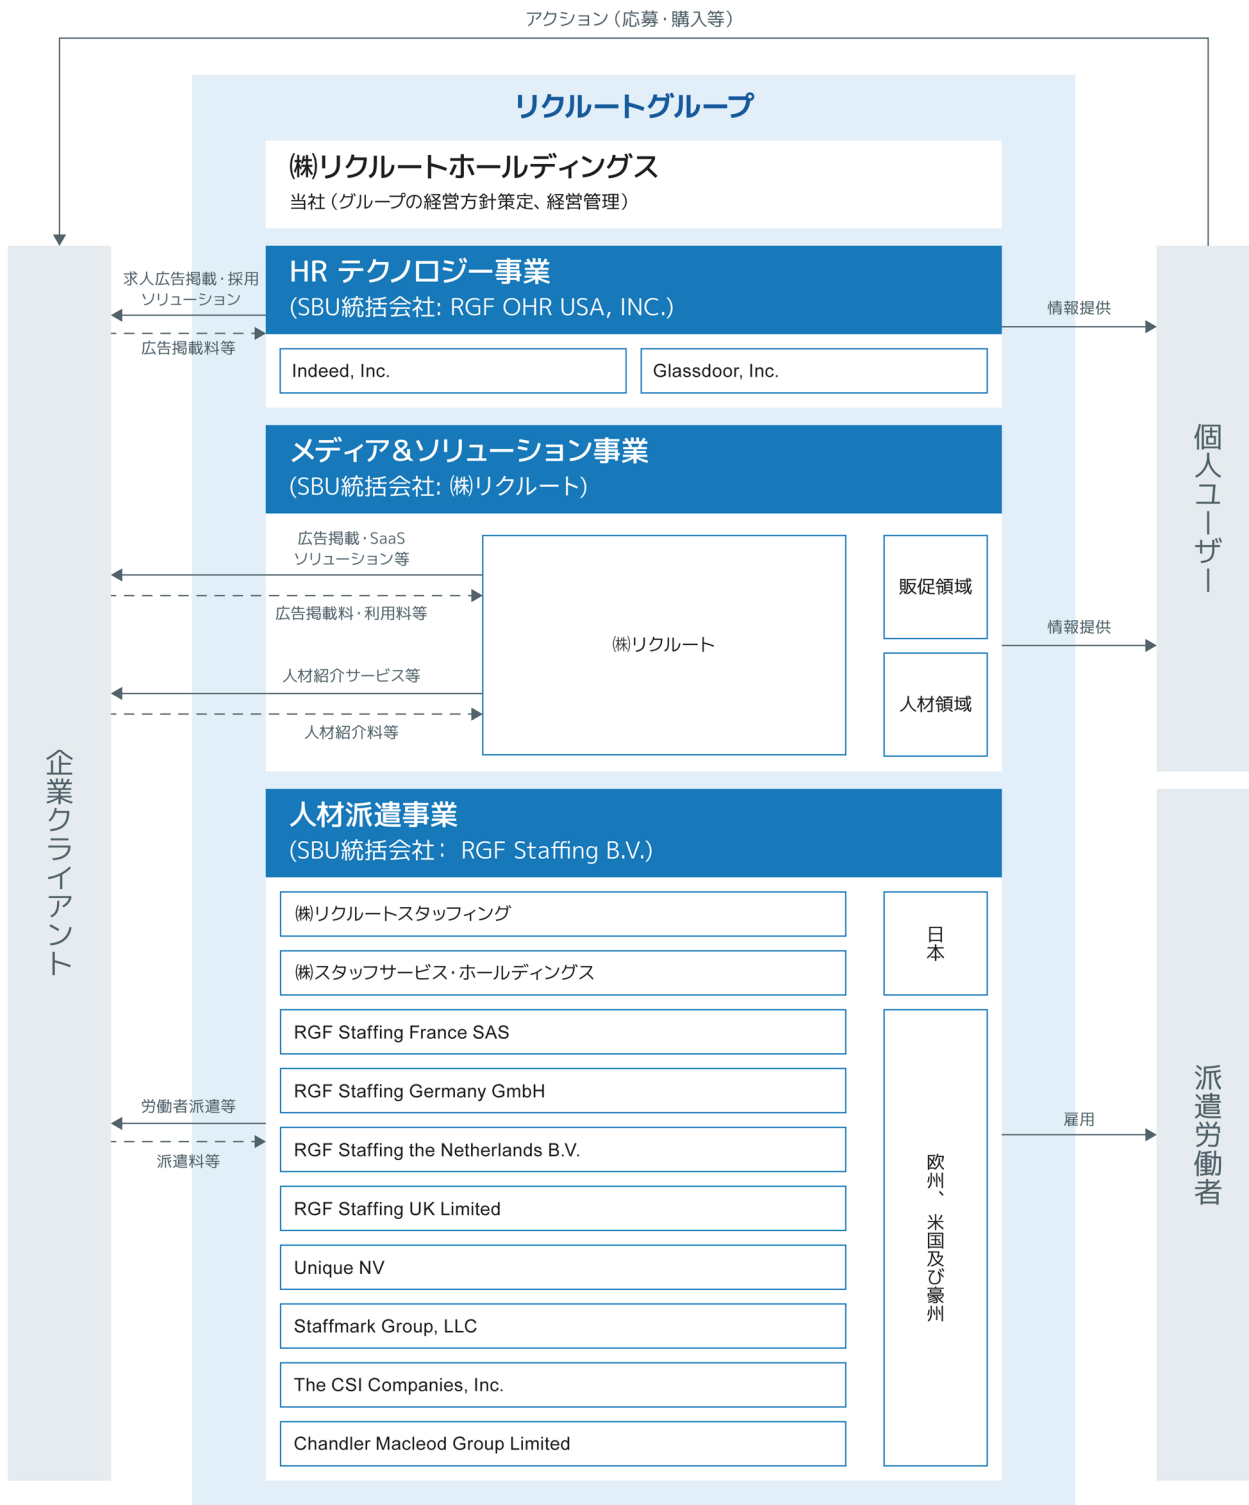 アクション（応募・購入等）
リクルートグループ
㈱リクルートホールディングス
当社（グループの経営方針策定、経営管理）
HR テクノロジー事業
(SBU統括会社: RGF OHR USA, INC.)
求人広告掲載・採用
ソリューション
広告掲載料等
情報提供
Indeed, Inc.
Glassdoor, Inc.
メディア&ソリューション事業
(SBU統括会社: ㈱リクルート)
広告掲載・SaaS
ソリューション等
広告掲載料・利用料等
人材紹介サービス等
人材紹介料等
㈱リクルート
販促領域
人材領域
情報提供
個人ユーザー
企業クライアント
人材派遣事業
(SBU統括会社： RGF Staffing B.V.)
㈱リクルートスタッフィング
㈱スタッフサービス・ホールディングス
日本
RGF Staffing France SAS
RGF Staffing Germany GmbH
RGF Staffing the Netherlands B.V.
RGF Staffing UK Limited
Unique NV
Staffmark Group, LLC
The CSI Companies, Inc.
Chandler Macleod Group Limited
欧州、米国及び豪州
労働者派遣等
派遣料等
雇用
派遣労働者